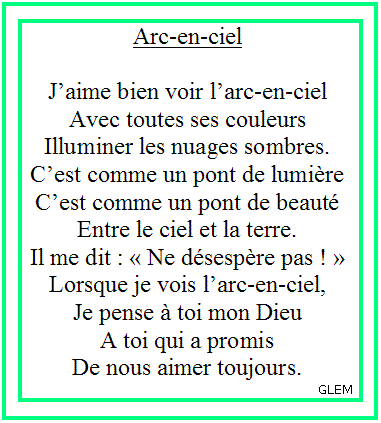 Arc-en-ciel
J’aime bien voir l’arc-en-ciel
Avec toutes ses couleurs
Illuminer les nuages sombres.
C’est comme un pont de lumière
C’est comme un pont de beauté
Entre le ciel et la terre.
Il me dit : « Ne désespère pas ! »
Lorsque je vois l’arc-en-ciel,
Je pense à toi mon Dieu
A toi qui a promis
De nous aimer toujours.
GLEM